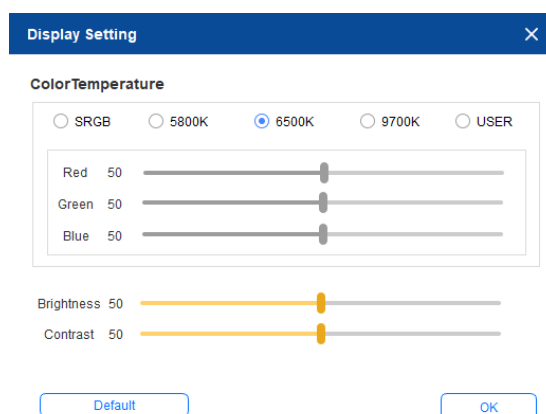 Display Setting
ColorTemperature
SRGB 5800K 6500K 9700K USER
Red 50
Green 50
Blue 50
Brightness 50
Contrast 50
Default OK